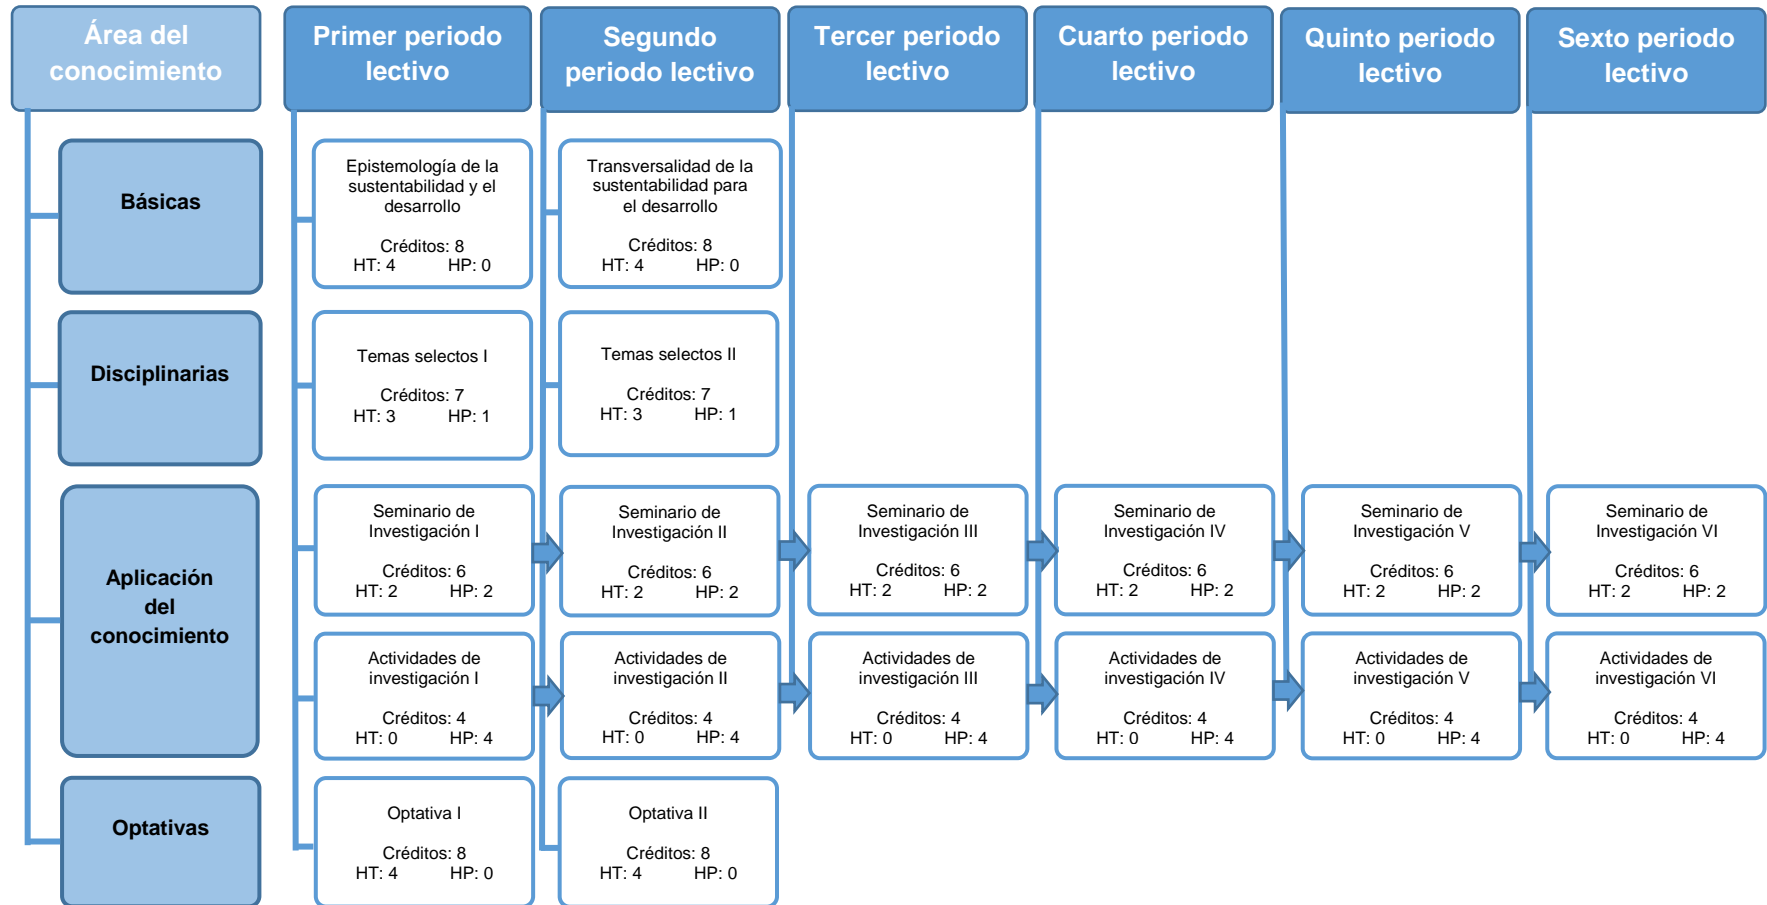 Área del
conocimiento
Primer periodo
lectivo
Segundo
periodo lectivo
Tercer periodo
lectivo
Cuarto periodo
lectivo
Quinto periodo
lectivo
Sexto periodo
lectivo
Básicas
Epistemología de la
sustentabilidad y el
desarrollo
Créditos: 8
HT: 4 HP: 0
Transversalidad de la
sustentabilidad para
el desarrollo
Créditos: 8
HT: 4 HP: 0
Disciplinarias
Temas selectos I
Créditos: 7
HT: 3 HP: 1
Temas selectos II
Créditos: 7
HT: 3 HP: 1
Aplicación
del
conocimiento
Seminario de
Investigación I
Créditos: 6
HT: 2 HP: 2
Seminario de
Investigación II
Créditos: 6
HT: 2 HP: 2
Seminario de
Investigación III
Créditos: 6
HT: 2 HP: 2
Seminario de
Investigación IV
Créditos: 6
HT: 2 HP: 2
Seminario de
Investigación V
Créditos: 6
HT: 2 HP: 2
Seminario de
Investigación VI
Créditos: 6
HT: 2 HP: 2
Actividades de
investigación I
Créditos: 4
HT: 0 HP: 4
Actividades de
investigación II
Créditos: 4
HT: 0 HP: 4
Actividades de
investigación III
Créditos: 4
HT: 0 HP: 4
Actividades de
investigación IV
Créditos: 4
HT: 0 HP: 4
Actividades de
investigación V
Créditos: 4
HT: 0 HP: 4
Actividades de
investigación VI
Créditos: 4
HT: 0 HP: 4
Optativas
Optativa I
Créditos: 8
HT: 4 HP: 0
Optativa II
Créditos: 8
HT: 4 HP: 0